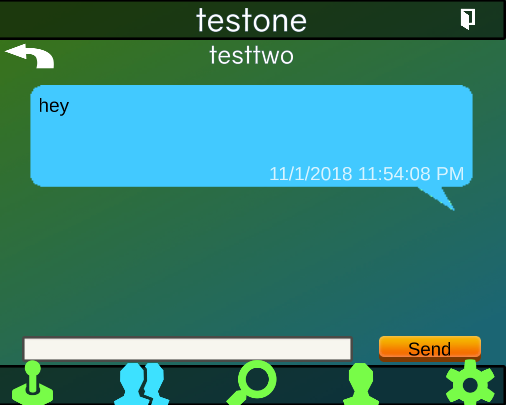 testone
testtwo
hey
11/1/2018 11:54:08 PM
Send